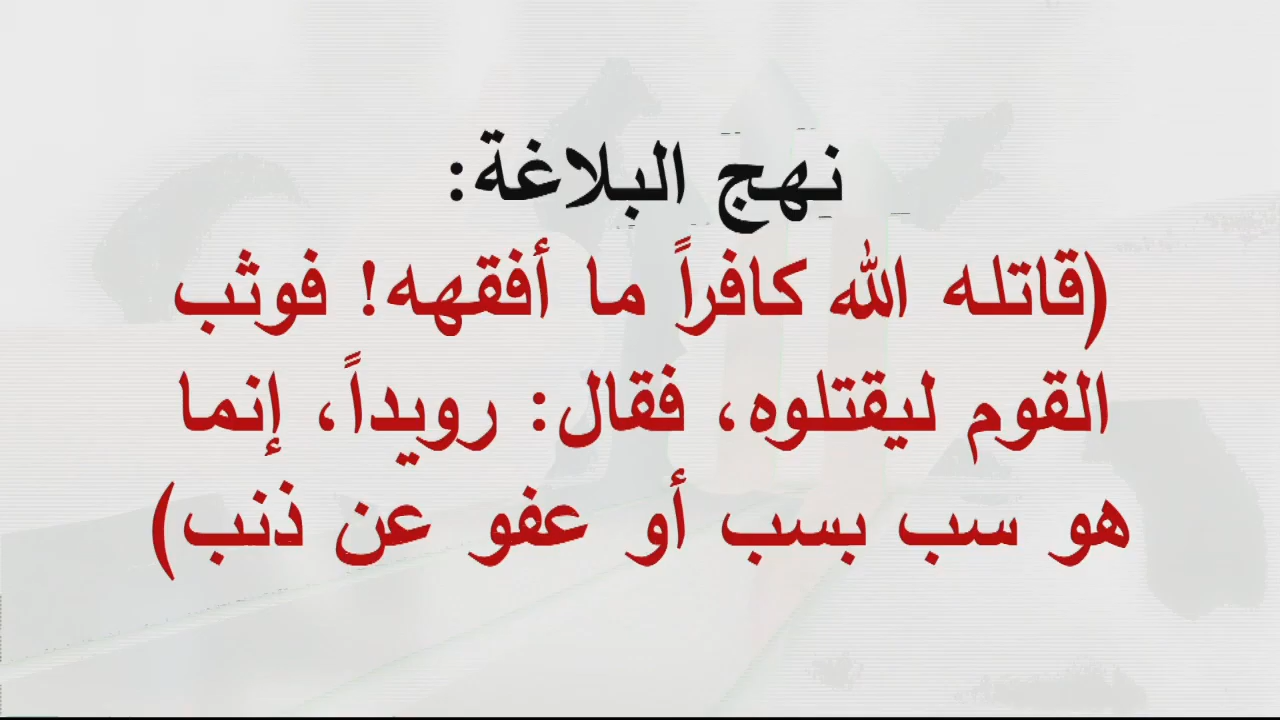 نهج البلاغة:
(قاتله الله كافراً ما أفقهه! فوثب
القوم ليقتلوه، فقال: رويداً، إنما
هو سب بسب أو عفو عن ذنب)